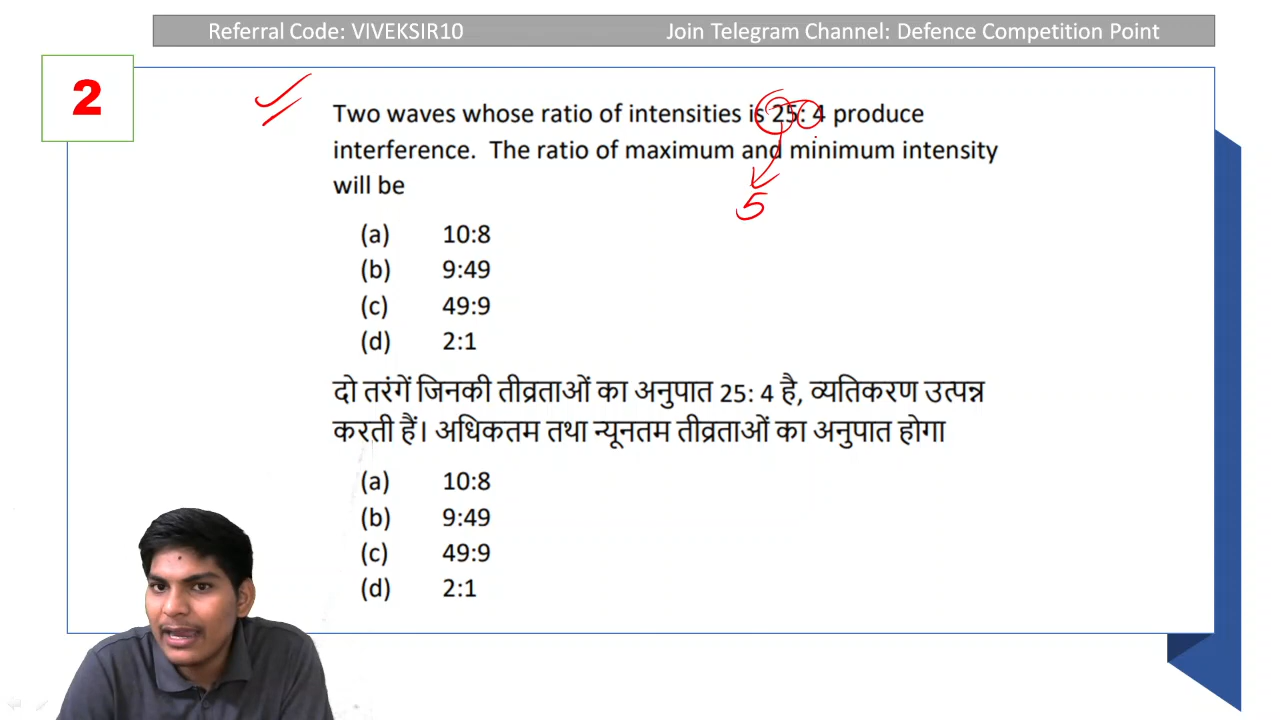 Referral Code: VIVEKSIR10
Join Telegram Channel: Defence Competition Point
2
Two waves whose ratio of intensities is 25: 4 produce
interference. The ratio of maximum and minimum intensity
will be
5
(a) 10:8
(b) 9:49
(c) 49:9
(d) 2:1
दो तरंगें जिनकी तीव्रताओं का अनुपात 25: 4 है, व्यतिकरण उत्पन्न
करती हैं। अधिकतम तथा न्यूनतम तीव्रताओं का अनुपात होगा
(a) 10:8
(b) 9:49
(c) 49:9
(d) 2:1